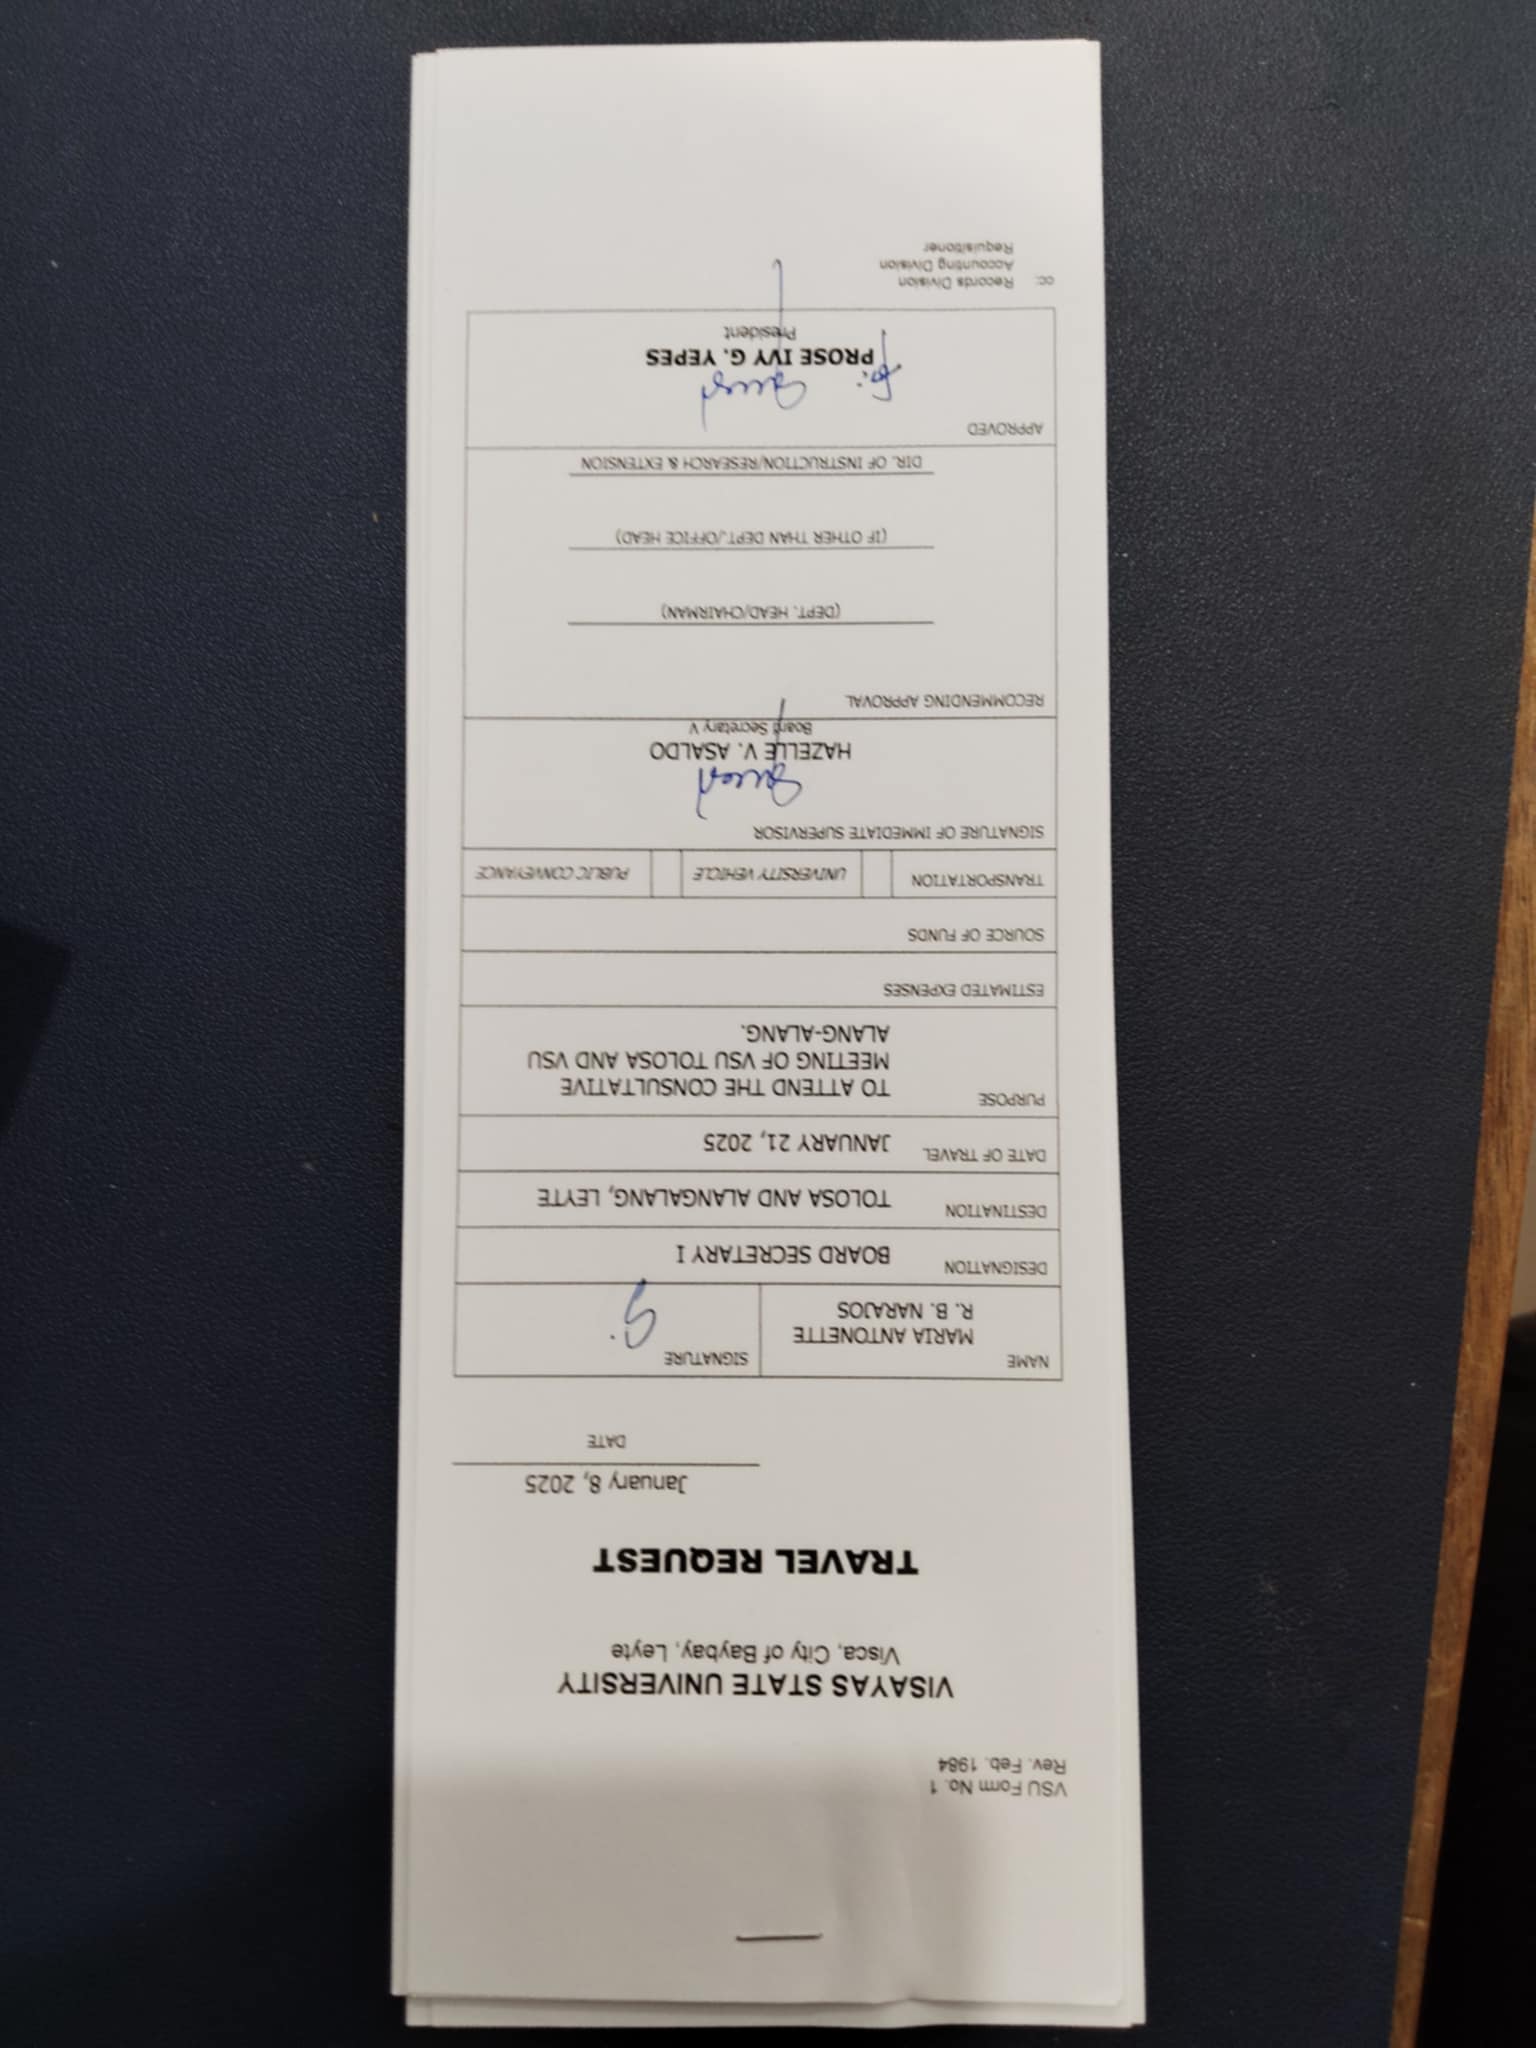 VSU Form No. 1
Rev. Feb. 1984
VISAYAS STATE UNIVERSITY
Visca, City of Baybay, Leyte
TRAVEL REQUEST
January 8, 2025
DATE
NAME
MARIA ANTONETTE
R. B. NARAJOS
SIGNATURE
DESIGNATION
BOARD SECRETARY I
DESTINATION
TOLOSA AND ALANGALANG, LEYTE
DATE OF TRAVEL
JANUARY 21, 2025
PURPOSE
TO ATTEND THE CONSULTATIVE
MEETING OF VSU TOLOSA AND VSU
ALANG-ALANG.
ESTIMATED EXPENSES
SOURCE OF FUNDS
TRANSPORTATION
UNIVERSITY VEHICLE
PUBLIC CONVEYANCE
SIGNATURE OF IMMEDIATE SUPERVISOR
HAZELLE V. ASALDO
Board Secretary V
RECOMMENDING APPROVAL
(DEPT. HEAD/CHAIRMAN)
(IF OTHER THAN DEPT./OFFICE HEAD)
DIR. OF INSTRUCTION/RESEARCH & EXTENSION
APPROVED
PROSE IVY G. YEPES
President
cc: Records Division
Accounting Division
Requisitioner